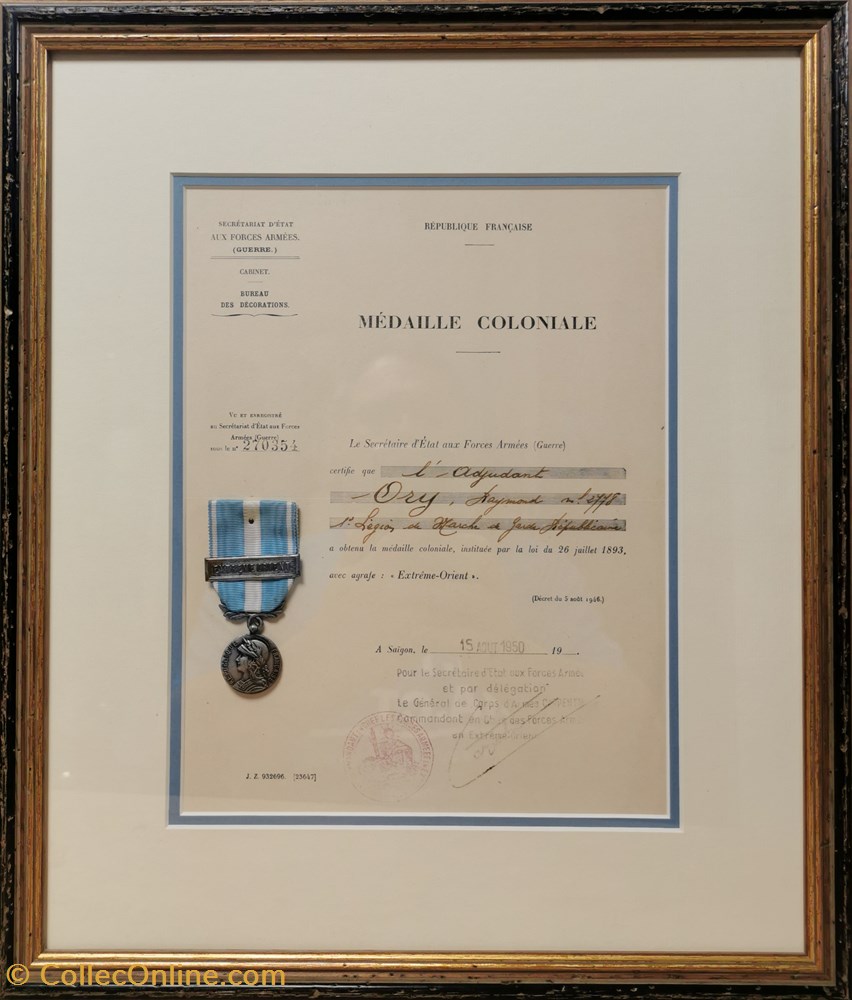 SECRÉTARIAT D'ÉTAT
AUX FORCES ARMÉES.
(GUERRE.)
CABINET.
BUREAU
DES DÉCORATIONS.
RÉPUBLIQUE FRANÇAISE
MÉDAILLE COLONIALE
VU ET ENREGISTRÉ
au Secrétariat d'État aux Forces
Armées (Guerre)
sous le n° 270354
Le Secrétaire d'État aux Forces Armées (Guerre)
certifie que l'Adjudant
Ory, Raymond
1e Légion de Marche de Garde Républicaine
a obtenu la médaille coloniale, instituée par la loi du 26 juillet 1893,
avec agrafe : « Extrême-Orient ».
(Décret du 5 août 1948.)
A Saigon, le 15 AOUT 1950 19
Pour le Secrétaire d'Etat aux Forces Armées
et par délégation
Le Général de Corps d'Armée
Commandant en Chef des Forces
en Extrême-Orient
J. Z. 932696. [25647]
© CollecOnline.com